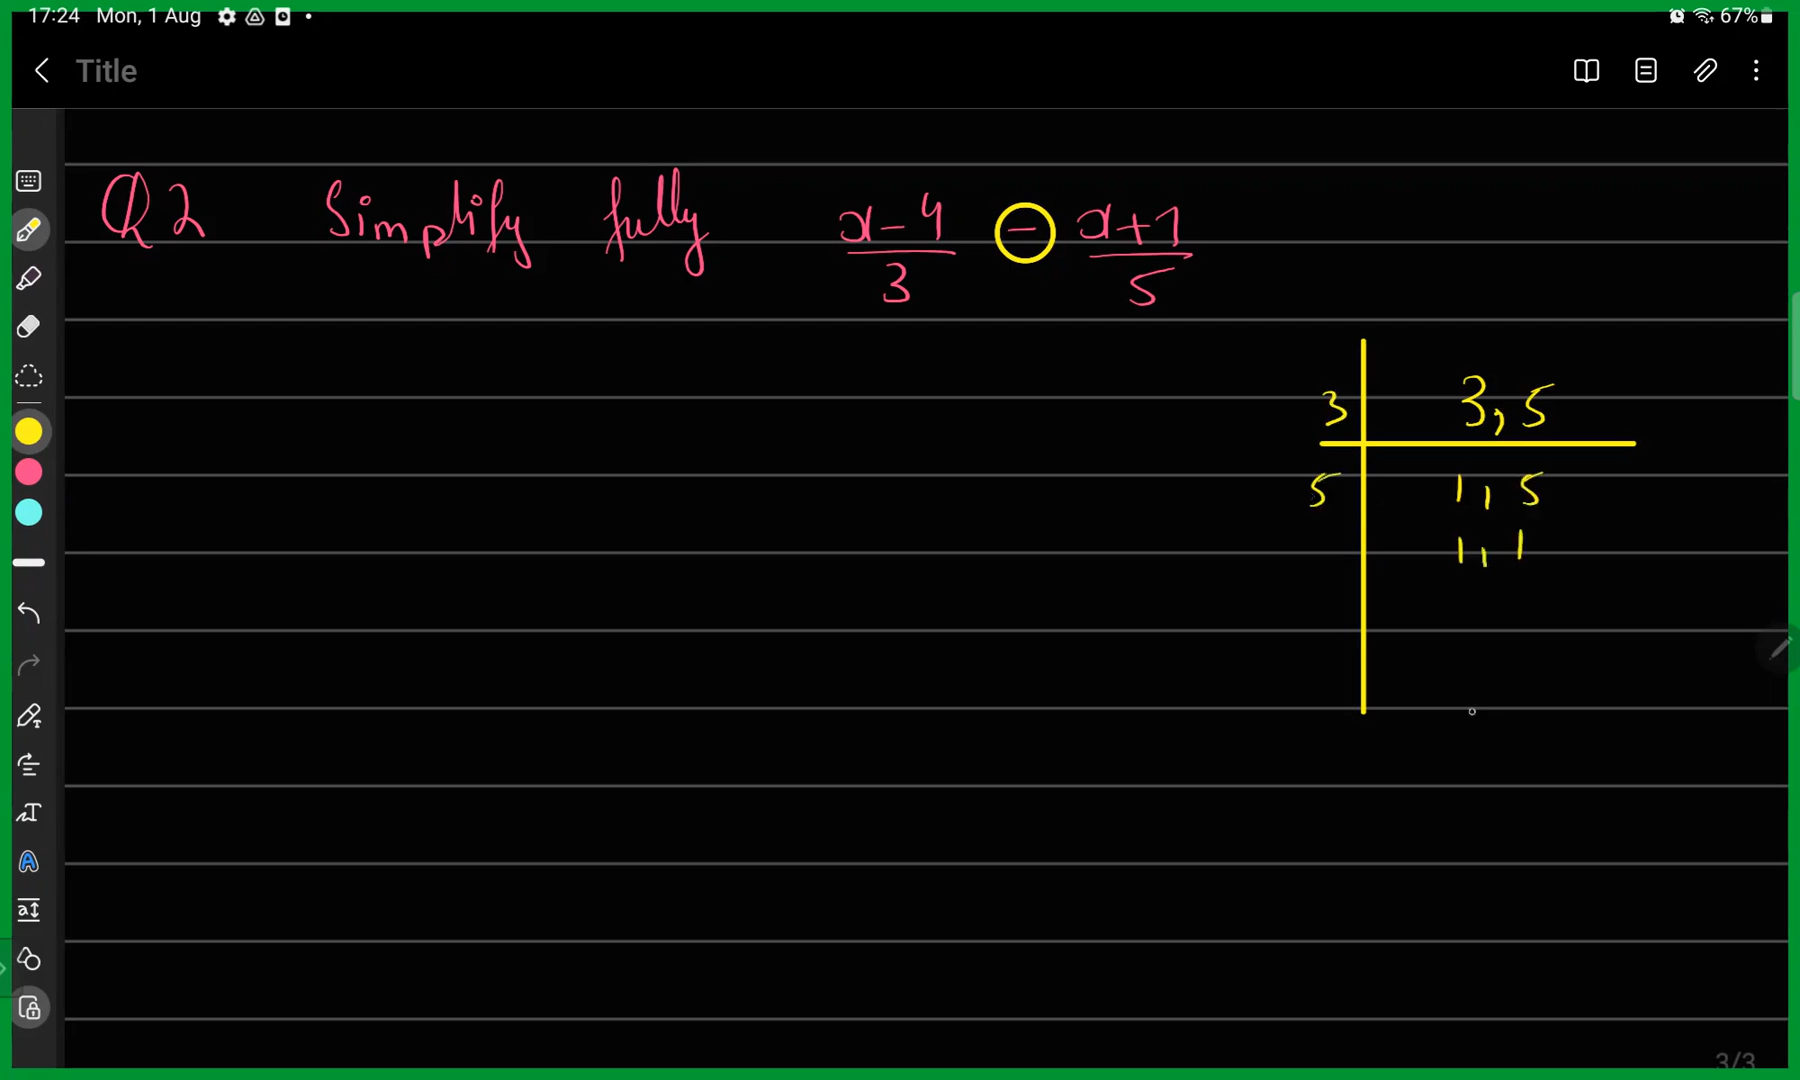 17:24 Mon, 1 Aug 67%
Title
Q2 Simplify fully x-4/3 - x+1/5
3 3, 5
5 1, 5
1, 1
3/3